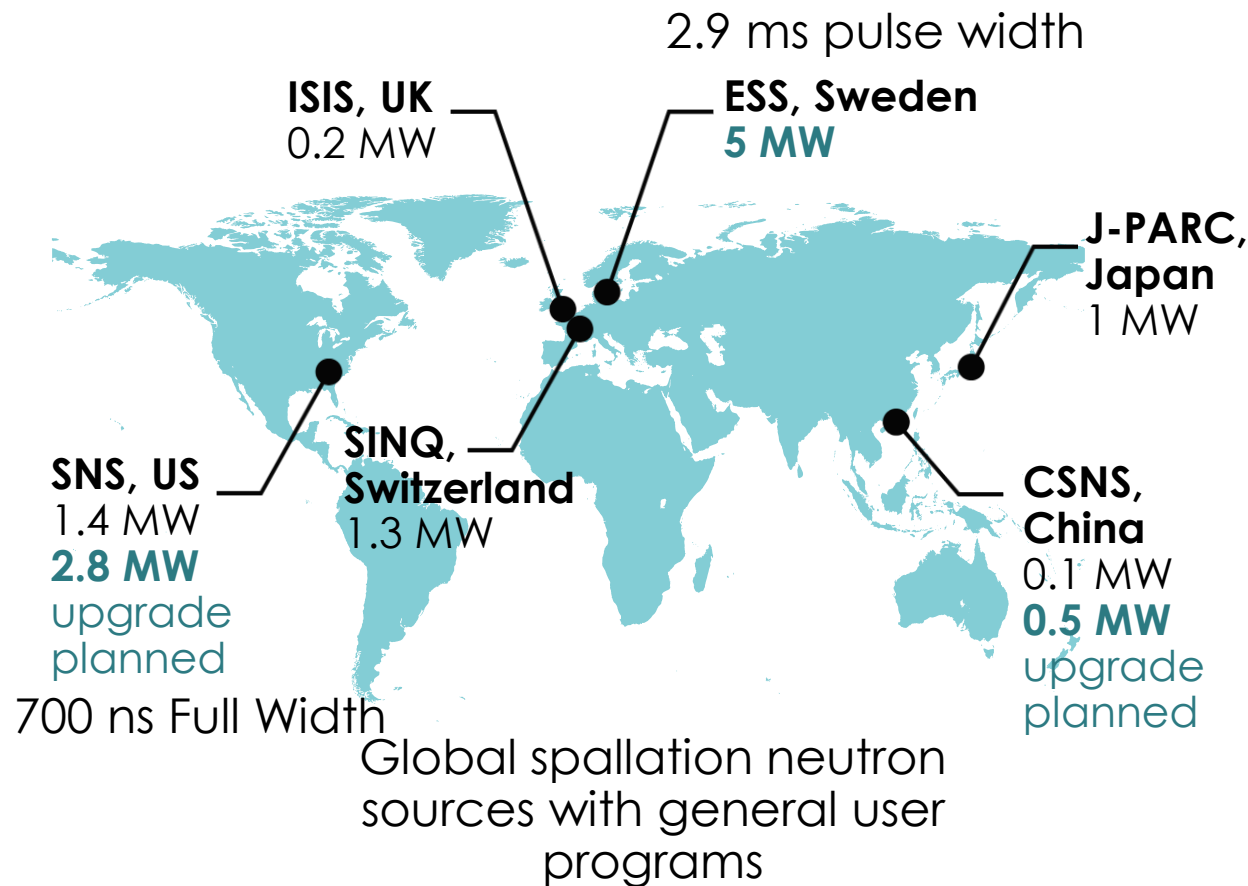 2.9 ms pulse width
ISIS, UK
0.2 MW
ESS, Sweden
5 MW
J-PARC,
Japan
1 MW
SINQ,
Switzerland
1.3 MW
SNS, US
1.4 MW
2.8 MW
upgrade
planned
CSNS,
China
0.1 MW
0.5 MW
upgrade
planned
700 ns Full Width
Global spallation neutron
sources with general user
programs